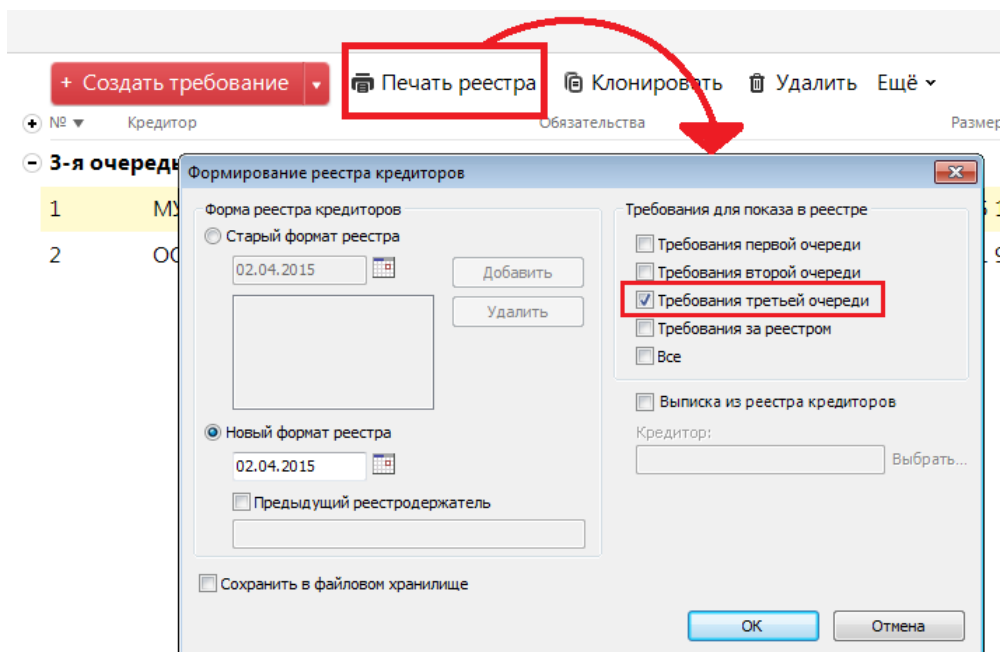 + Создать требование Печать реестра Клонировать Удалить Ещё
№ Кредитор Обязательства
3-я очередь
1
2
Формирование реестра кредиторов
Форма реестра кредиторов
Старый формат реестра
02.04.2015
Добавить
Удалить
Новый формат реестра
02.04.2015
Предыдущий реестродержатель
Сохранить в файловом хранилище
Требования для показа в реестре
Требования первой очереди
Требования второй очереди
Требования третьей очереди
Требования за реестром
Все
Выписка из реестра кредиторов
Кредитор:
Выбрать...
ОК Отмена